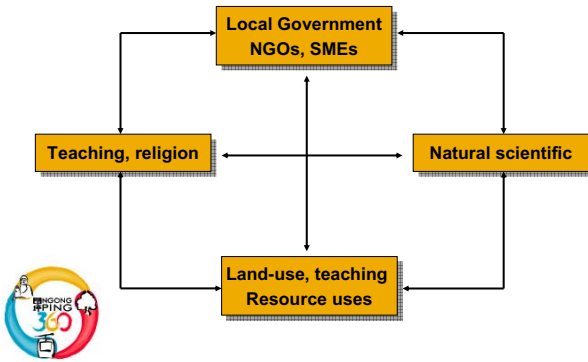 Local Government
NGOs, SMEs
Teaching, religion
Natural scientific
Land-use, teaching
Resource uses
NGONG
PING
360